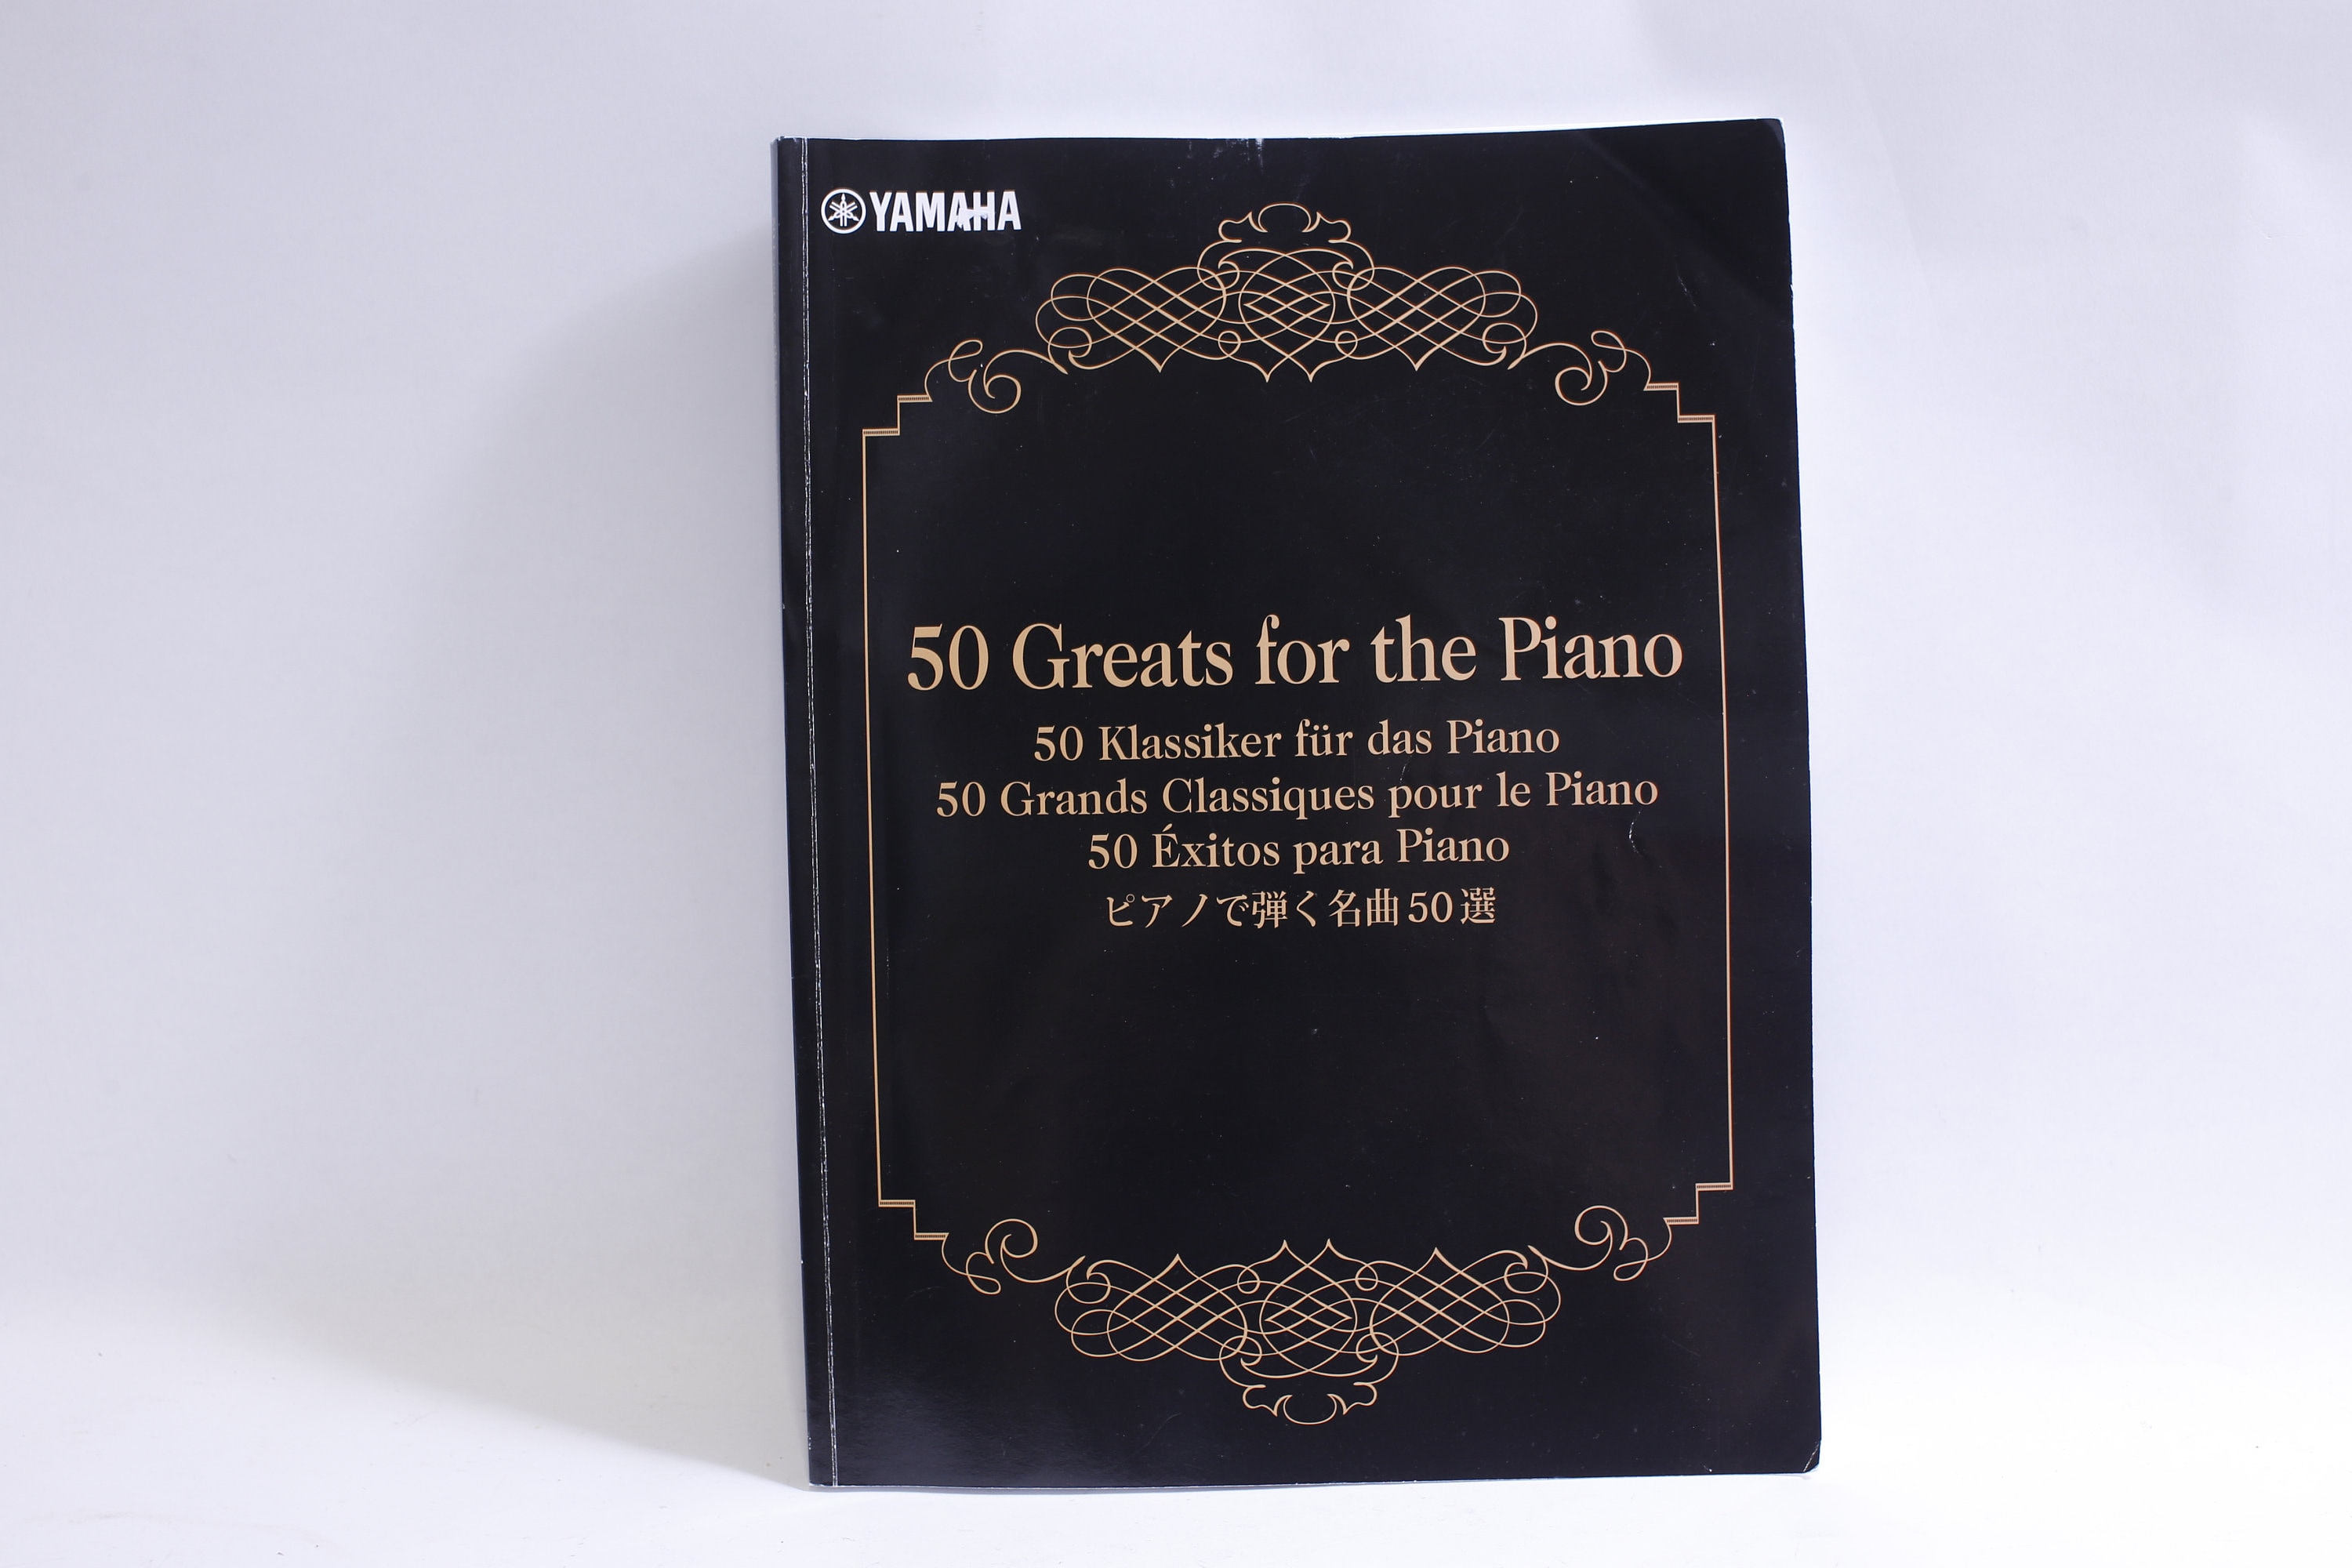 YAMAHA
50 Greats for the Piano
50 Klassiker für das Piano
50 Grands Classiques pour le Piano
50 Éxitos para Piano
ピアノで弾く名曲50選